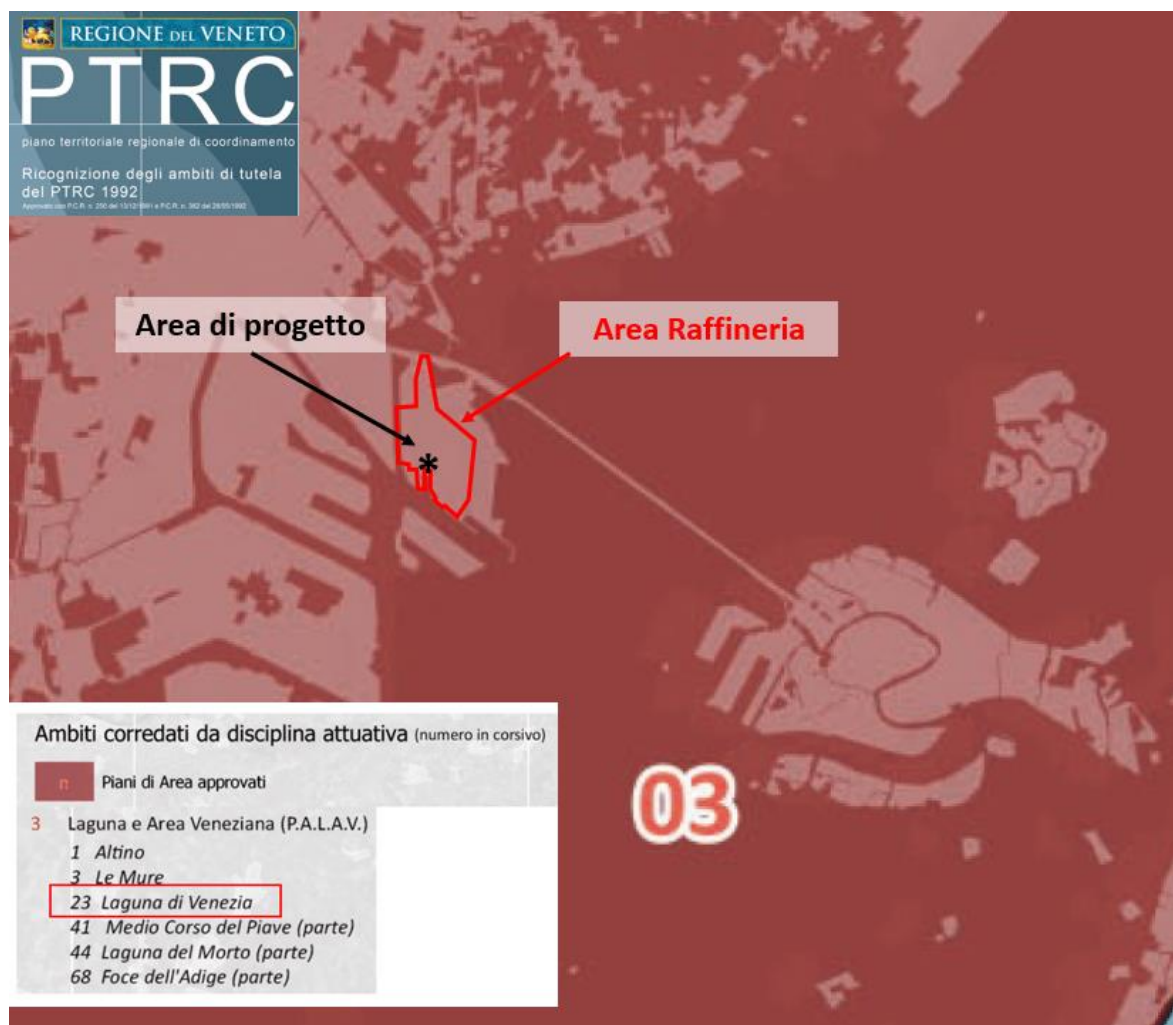 REGIONE DEL VENETO
PTRC
piano territoriale regionale di coordinamento
Ricognizione degli ambiti di tutela
del PTRC 1992
Area di progetto
Area Raffineria
*
03
Ambiti corredati da disciplina attuativa (numero in corsivo)
n Piani di Area approvati
3 Laguna e Area Veneziana (P.A.L.A.V.)
1 Altino
3 Le Mure
23 Laguna di Venezia
41 Medio Corso del Piave (parte)
44 Laguna del Morto (parte)
68 Foce dell'Adige (parte)